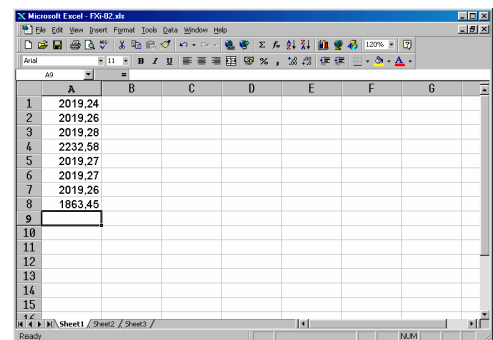 Microsoft Excel - FXi-02.xls
File Edit View Insert Format Tools Data Window Help
120%
Arial 11 B I U % ,
A9 =
A B C D E F G
1 2019,24
2 2019,26
3 2019,28
4 2232,58
5 2019,27
6 2019,27
7 2019,26
8 1863,45
9
10
11
12
13
14
15
16
Sheet1 / Sheet2 / Sheet3 /
Ready NUM